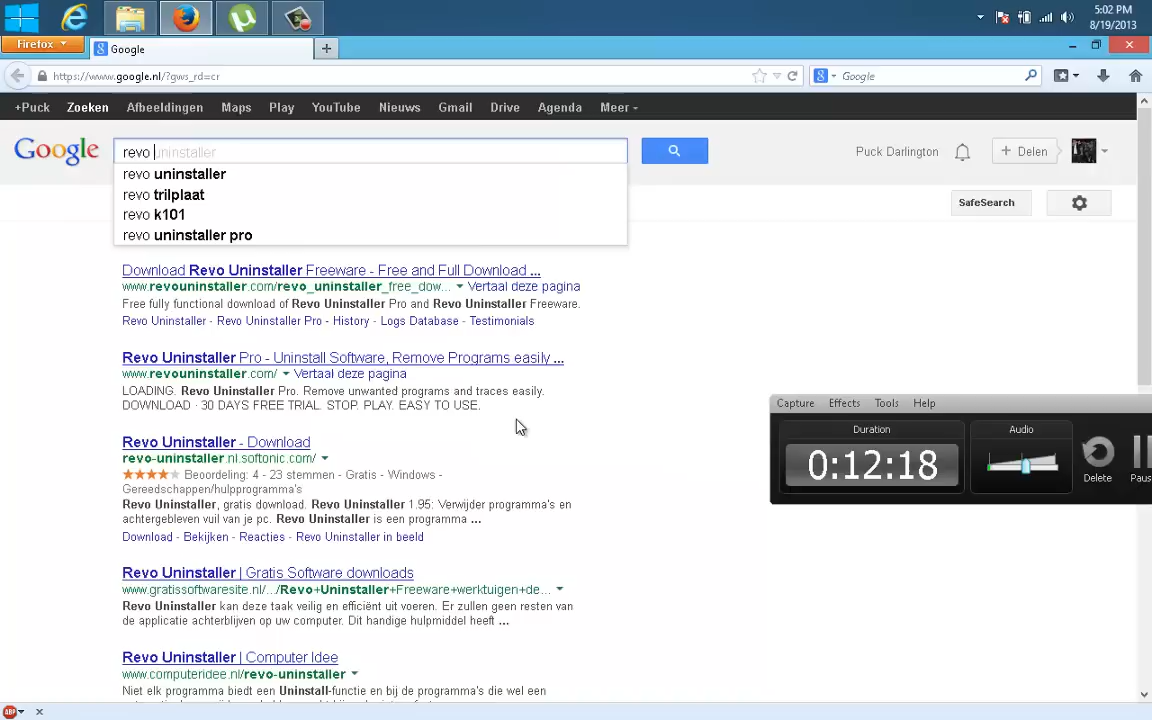 5:02 PM
8/19/2013
Firefox
Google
https://www.google.nl/?gws_rd=cr
Google
+Puck Zoeken Afbeeldingen Maps Play YouTube Nieuws Gmail Drive Agenda Meer
Google
revo uninstaller
Puck Darlington
+ Delen
revo uninstaller
revo trilplaat
revo k101
revo uninstaller pro
SafeSearch
Download Revo Uninstaller Freeware - Free and Full Download ...
www.revouninstaller.com/revo_uninstaller_free_dow... Vertaal deze pagina
Free fully functional download of Revo Uninstaller Pro and Revo Uninstaller Freeware.
Revo Uninstaller - Revo Uninstaller Pro - History - Logs Database - Testimonials
Revo Uninstaller Pro - Uninstall Software, Remove Programs easily ...
www.revouninstaller.com/ Vertaal deze pagina
LOADING. Revo Uninstaller Pro. Remove unwanted programs and traces easily.
DOWNLOAD · 30 DAYS FREE TRIAL. STOP. PLAY. EASY TO USE.
Revo Uninstaller - Download
revo-uninstaller.nl.softonic.com/
Beoordeling: 4 - 23 stemmen - Gratis - Windows -
Gereedschappen/hulpprogramma's
Revo Uninstaller, gratis download. Revo Uninstaller 1.95: Verwijder programma's en
achtergebleven vuil van je pc. Revo Uninstaller is een programma ...
Download - Bekijken - Reacties - Revo Uninstaller in beeld
Revo Uninstaller | Gratis Software downloads
www.gratissoftwaresite.nl/.../Revo+Uninstaller+Freeware+werktuigen+de...
Revo Uninstaller kan deze taak veilig en efficiënt uit voeren. Er zullen geen resten van
de applicatie achterblijven op uw computer. Dit handige hulpmiddel heeft ...
Revo Uninstaller | Computer Idee
www.computeridee.nl/revo-uninstaller
Niet elk programma biedt een Uninstall-functie en bij de programma's die wel een
Capture Effects Tools Help
Duration
Audio
0:12:18
Delete
Paus
ABP